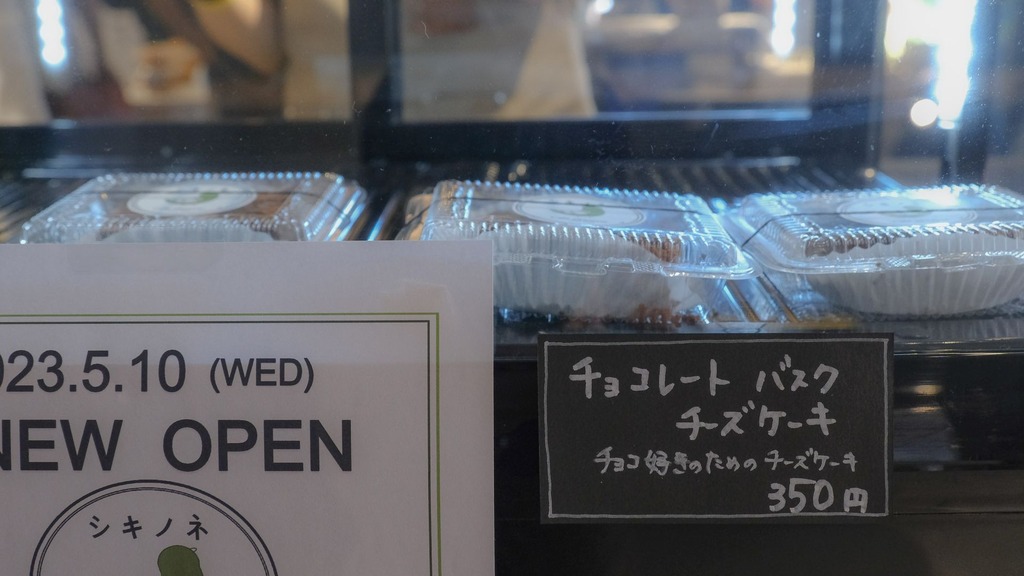 023.5.10 (WED)
NEW OPEN
シキノネ
チョコレート バスク
チーズケーキ
チョコ好きのための チーズケーキ
350円